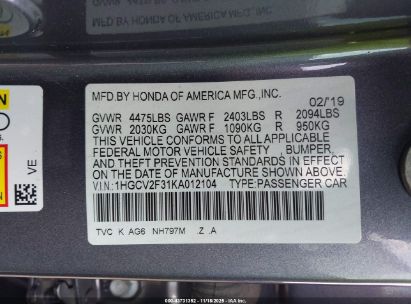 MFD.BY HONDA OF AMERICA MFG.,INC.
02/19
GVWR 4475LBS GAWR F 2403LBS R 2094LBS
GVWR 2030KG GAWR F 1090KG R 950KG
THIS VEHICLE CONFORMS TO ALL APPLICABLE
FEDERAL MOTOR VEHICLE SAFETY , BUMPER,
AND THEFT PREVENTION STANDARDS IN EFFECT
ON THE DATE OF MANUFACTURE SHOWN ABOVE.
V.I.N.:1HGCV2F31KA012104 TYPE:PASSENGER CAR
TVC K AG6 NH797M .Z .A
VE